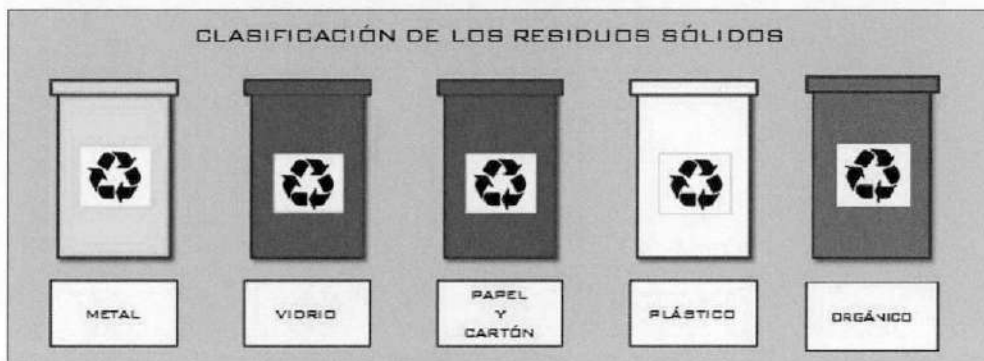 CLASIFICACIÓN DE LOS RESIDUOS SÓLIDOS
METAL
VIDRIO
PAPEL
Y
CARTÓN
PLÁSTICO
ORGÁNICO